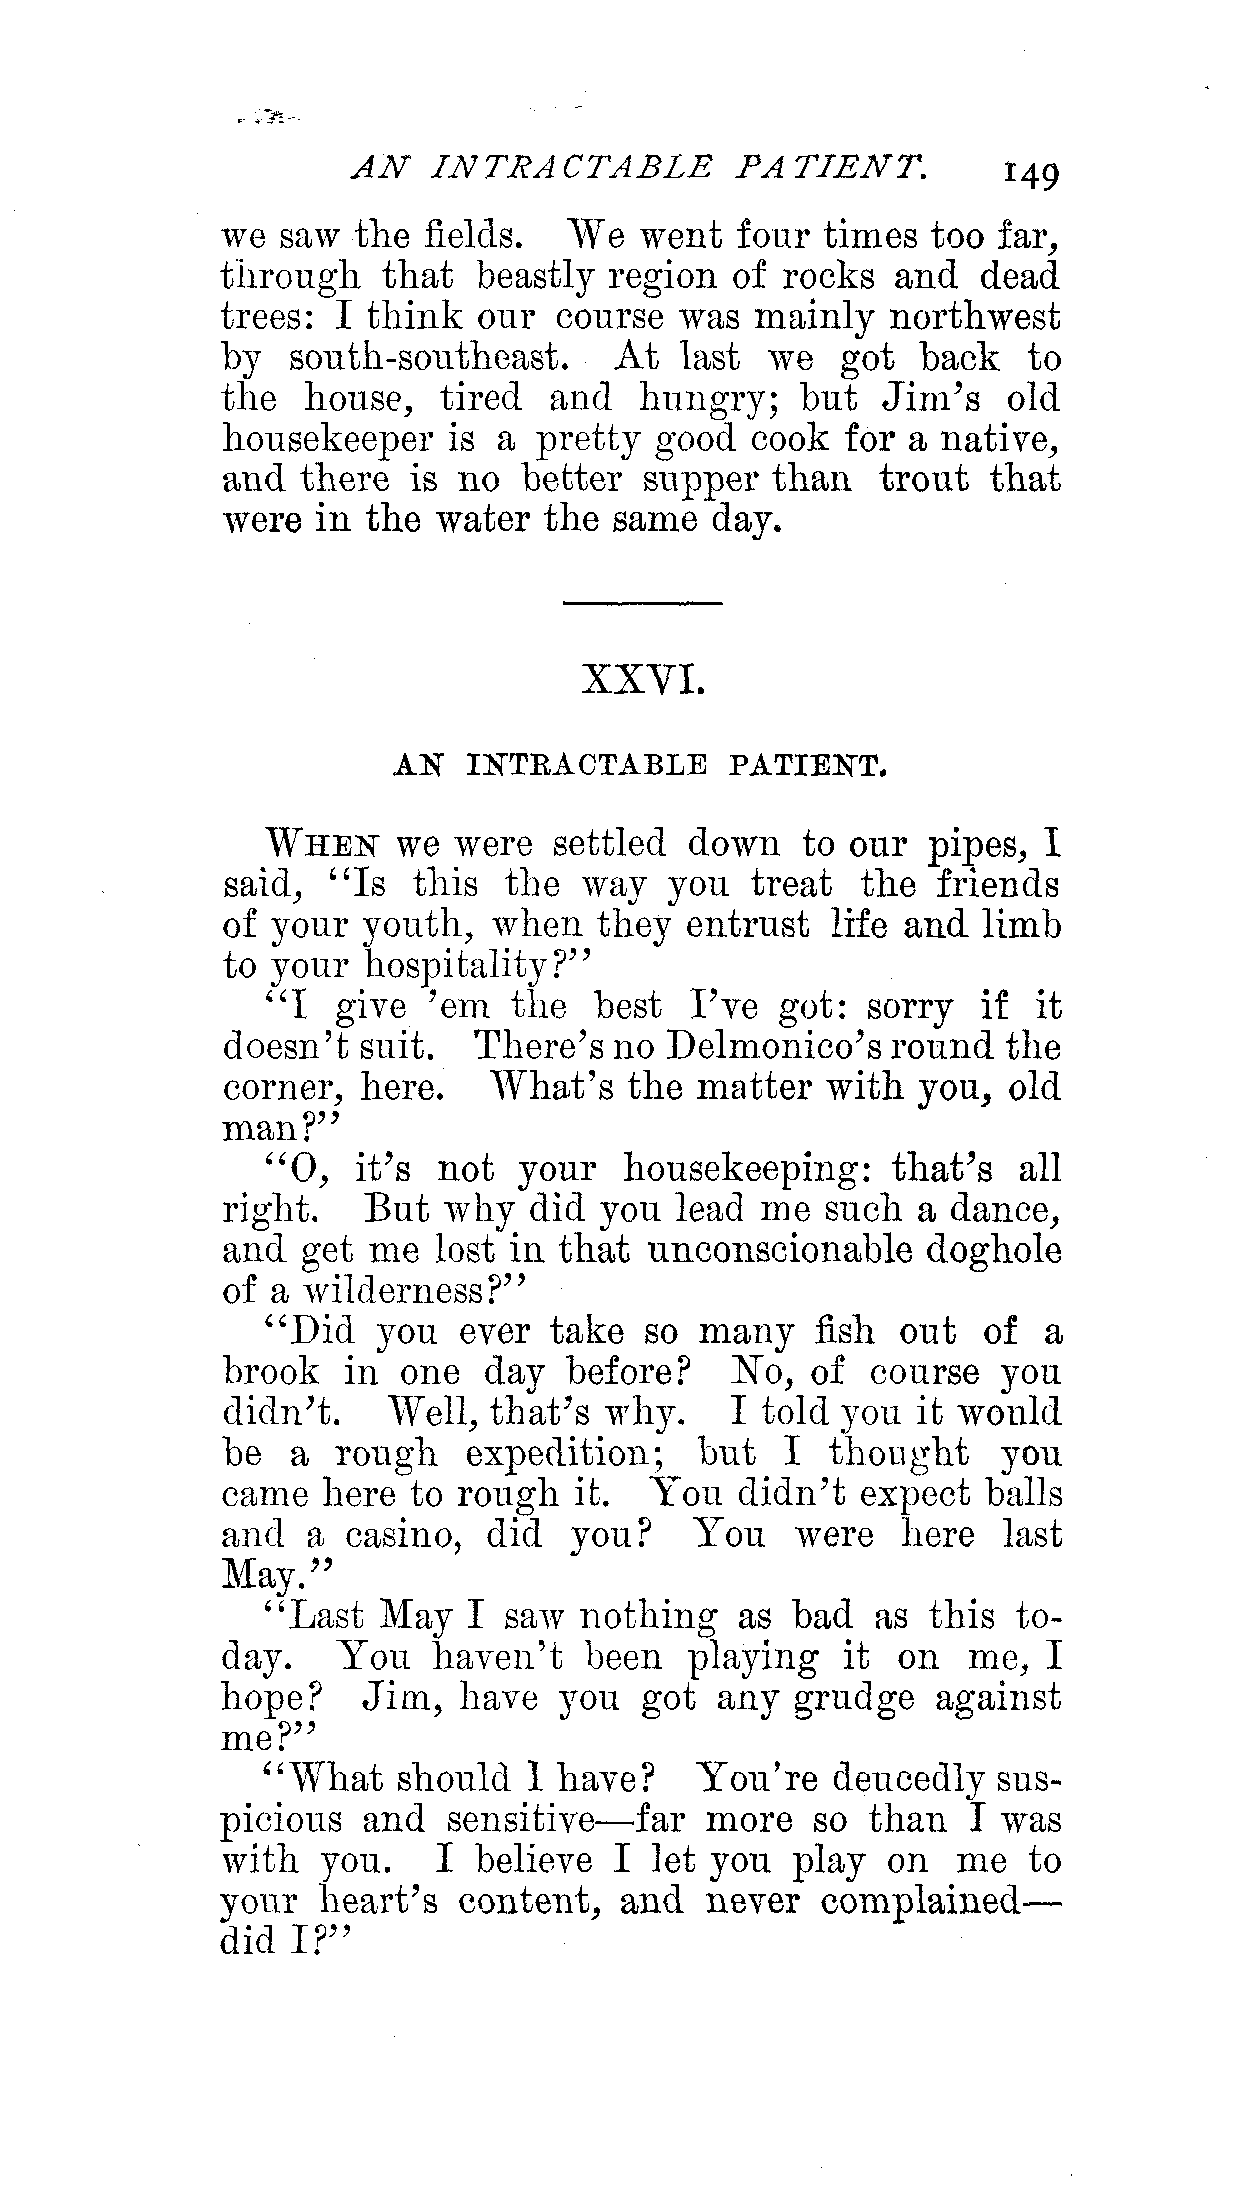 AN INTRACTABLE PATIENT. 149
we saw the fields. We went four times too far,
through that beastly region of rocks and dead
trees: I think our course was mainly northwest
by south-southeast. At last we got back to
the house, tired and hungry; but Jim's old
housekeeper is a pretty good cook for a native,
and there is no better supper than trout that
were in the water the same day.
XXVI.
AN INTRACTABLE PATIENT.
WHEN we were settled down to our pipes, I
said, "Is this the way you treat the friends
of your youth, when they entrust life and limb
to your hospitality?"
"I give 'em the best I've got: sorry if it
doesn't suit. There's no Delmonico's round the
corner, here. What's the matter with you, old
man?"
"O, it's not your housekeeping: that's all
right. But why did you lead me such a dance,
and get me lost in that unconscionable doghole
of a wilderness?"
"Did you ever take so many fish out of a
brook in one day before? No, of course you
didn't. Well, that's why. I told you it would
be a rough expedition; but I thought you
came here to rough it. You didn't expect balls
and a casino, did you? You were here last
May."
"Last May I saw nothing as bad as this to-
day. You haven't been playing it on me, I
hope? Jim, have you got any grudge against
me?"
"What should I have? You're deucedly sus-
picious and sensitive—far more so than I was
with you. I believe I let you play on me to
your heart's content, and never complained—
did I?"